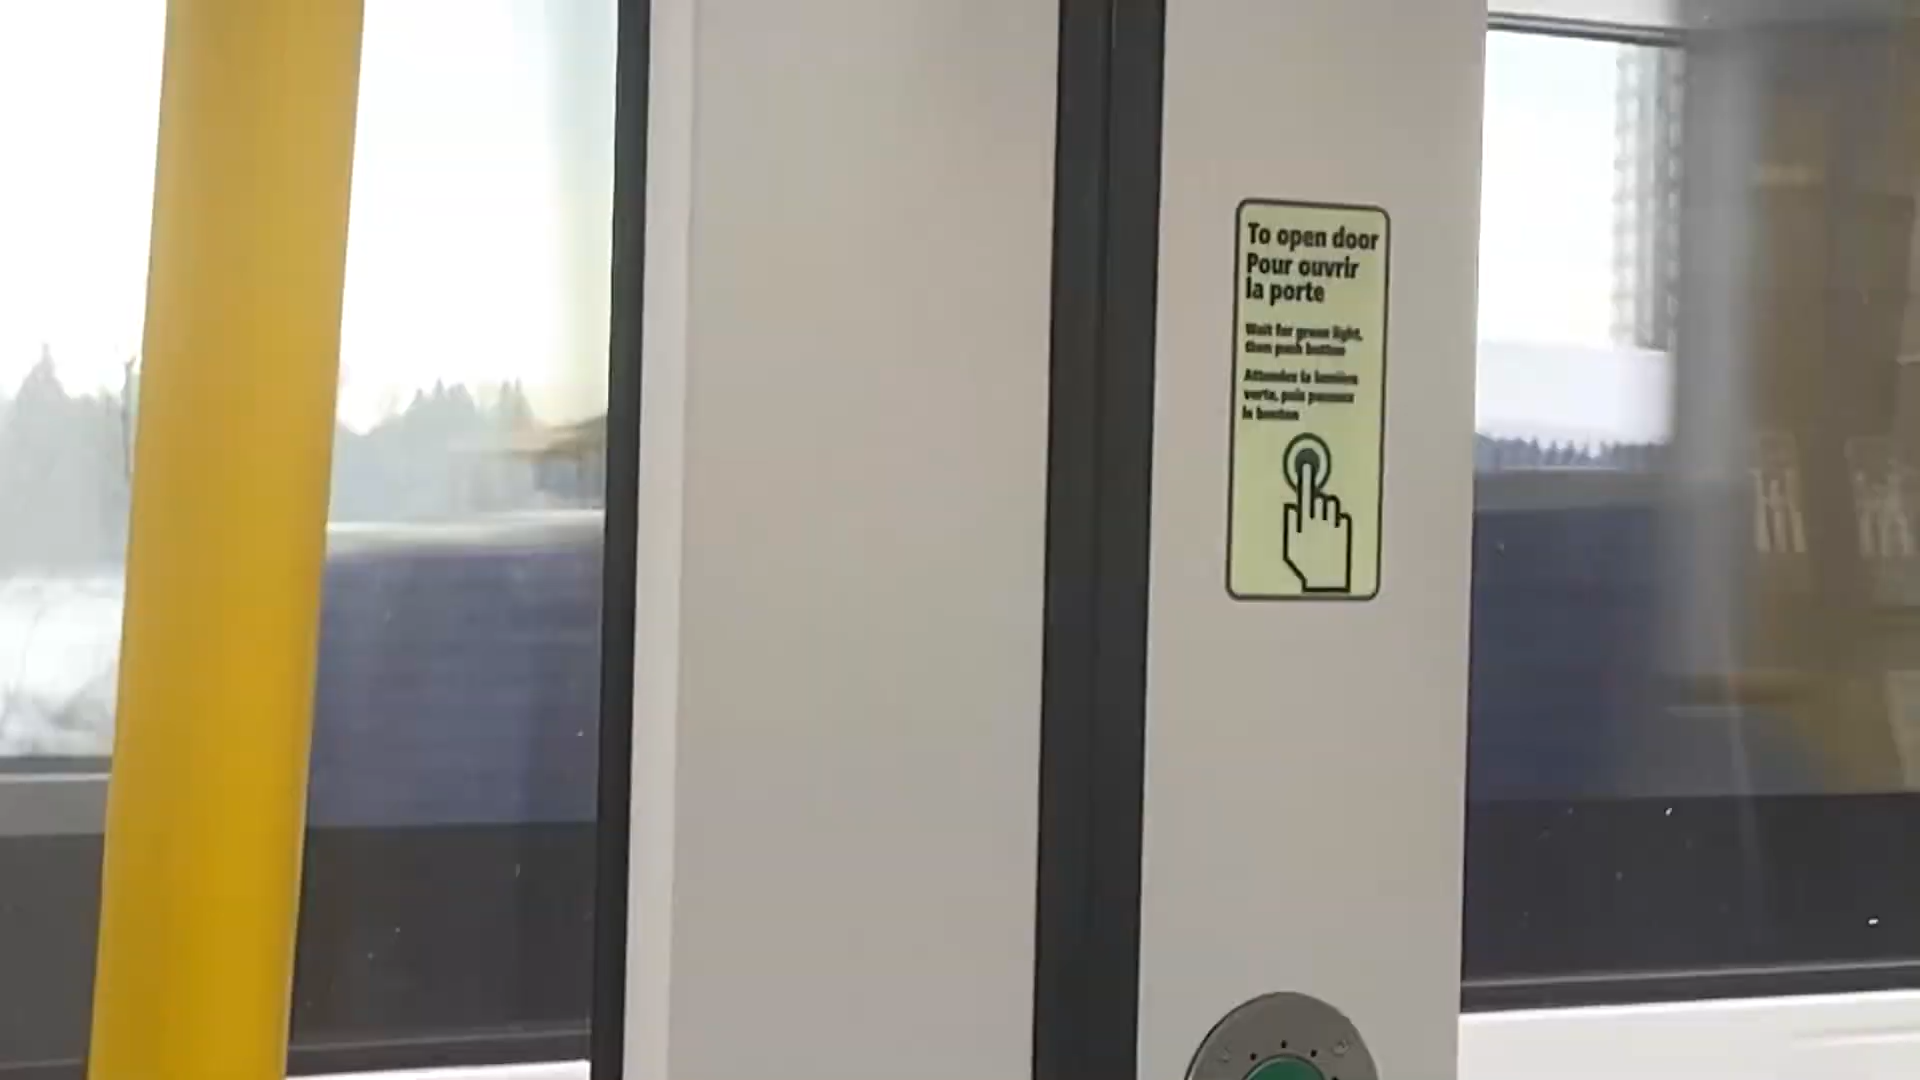 To open door
Pour ouvrir
la porte
Wait for green light,
then push button
Attendez la lumière
verte, puis poussez
le bouton